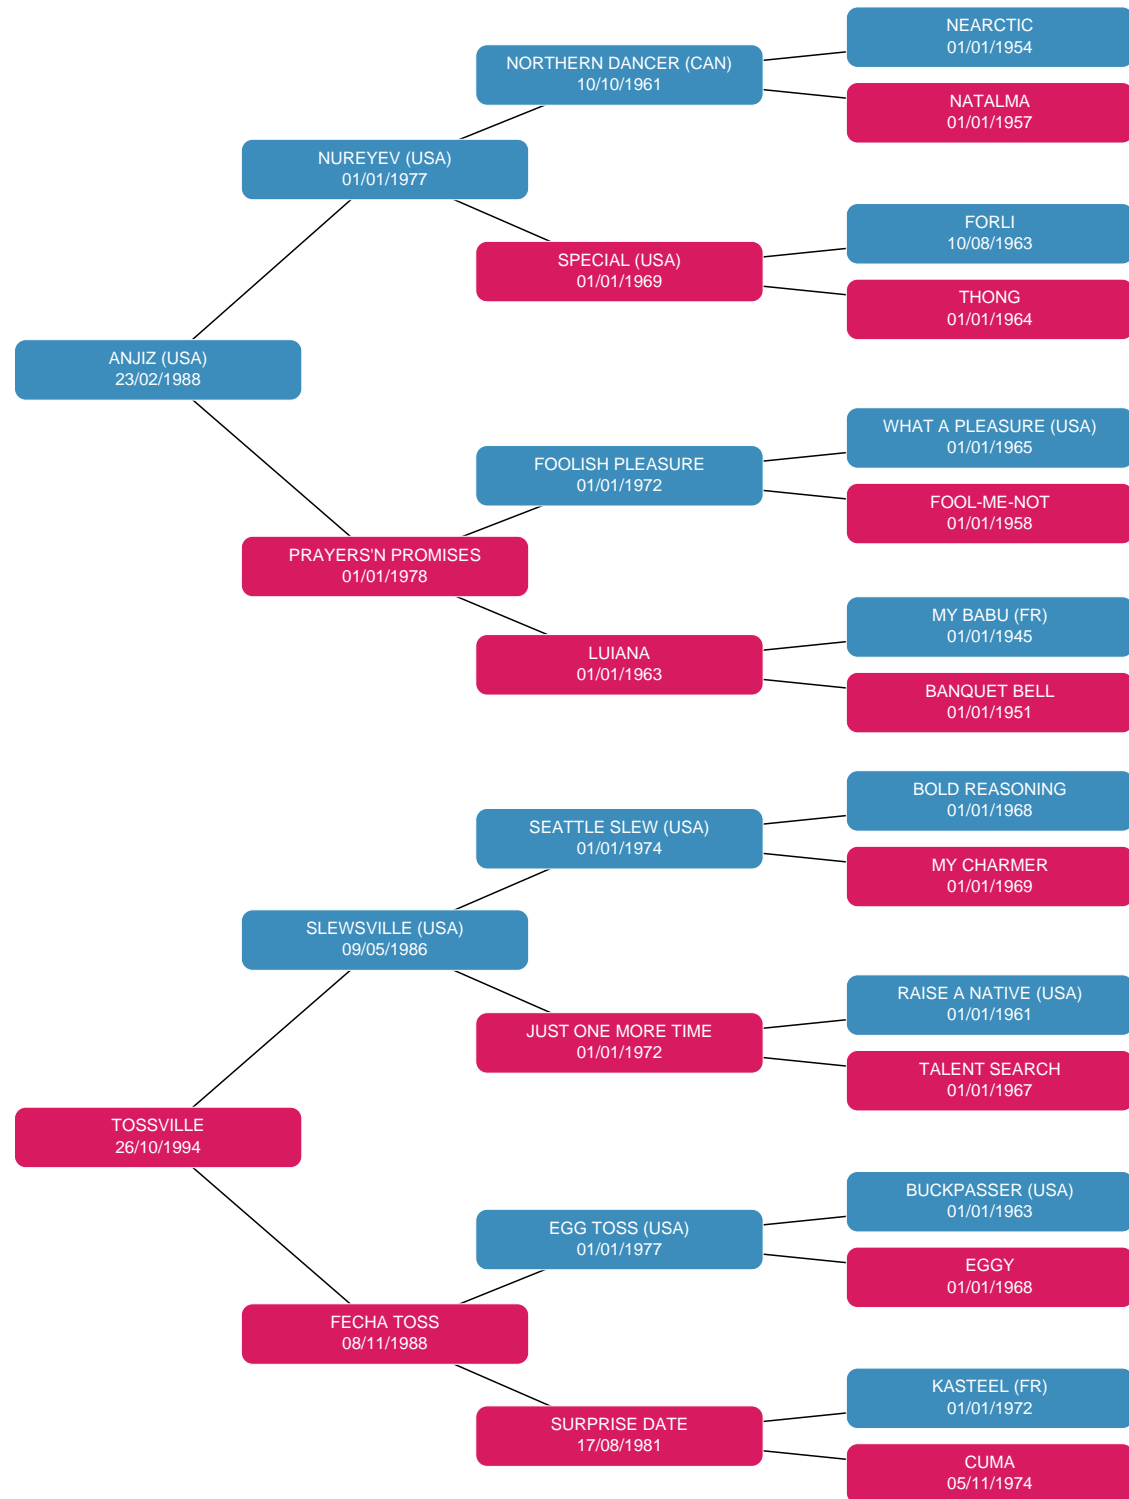 NEARCTIC
01/01/1954
NORTHERN DANCER (CAN)
10/10/1961
NATALMA
01/01/1957
NUREYEV (USA)
01/01/1977
FORLI
10/08/1963
SPECIAL (USA)
01/01/1969
THONG
01/01/1964
ANJIZ (USA)
23/02/1988
WHAT A PLEASURE (USA)
01/01/1965
FOOLISH PLEASURE
01/01/1972
FOOL-ME-NOT
01/01/1958
PRAYERS'N PROMISES
01/01/1978
MY BABU (FR)
01/01/1945
LUIANA
01/01/1963
BANQUET BELL
01/01/1951
BOLD REASONING
01/01/1968
SEATTLE SLEW (USA)
01/01/1974
MY CHARMER
01/01/1969
SLEWSVILLE (USA)
09/05/1986
RAISE A NATIVE (USA)
01/01/1961
JUST ONE MORE TIME
01/01/1972
TALENT SEARCH
01/01/1967
TOSSVILLE
26/10/1994
BUCKPASSER (USA)
01/01/1963
EGG TOSS (USA)
01/01/1977
EGGY
01/01/1968
FECHA TOSS
08/11/1988
KASTEEL (FR)
01/01/1972
SURPRISE DATE
17/08/1981
CUMA
05/11/1974